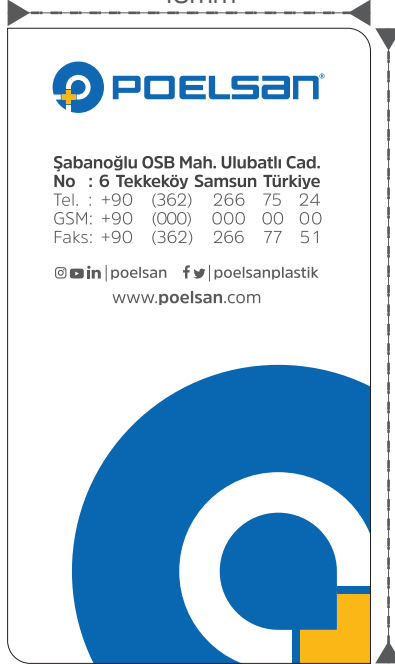 POELSAN®
Şabanoğlu OSB Mah. Ulubatlı Cad.
No : 6 Tekkeköy Samsun Türkiye
Tel. : +90 (362) 266 75 24
GSM: +90 (000) 000 00 00
Faks: +90 (362) 266 77 51
in | poelsan f | poelsanplastik
www.poelsan.com